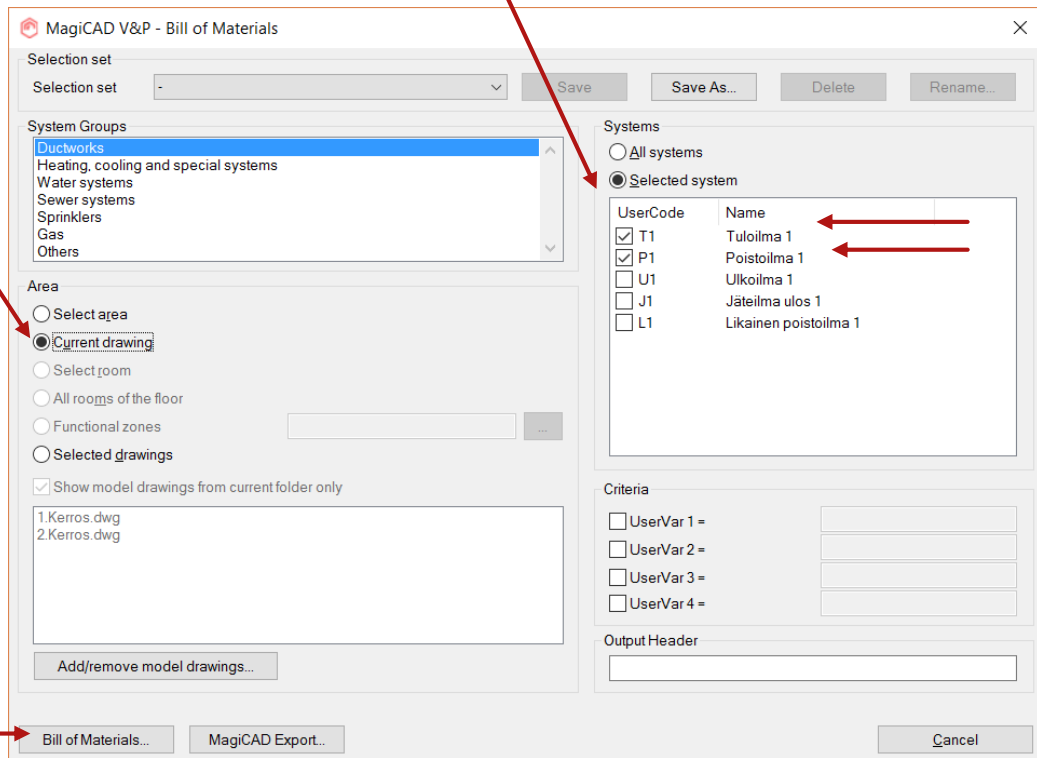 MagiCAD V&P - Bill of Materials
Selection set
Selection set - Save Save As... Delete Rename...
System Groups
Ductworks
Heating, cooling and special systems
Water systems
Sewer systems
Sprinklers
Gas
Others
Area
Select area
Current drawing
Select room
All rooms of the floor
Functional zones ...
Selected drawings
Show model drawings from current folder only
1.Kerros.dwg
2.Kerros.dwg
Add/remove model drawings...
Systems
All systems
Selected system
UserCode Name
T1 Tuloilma 1
P1 Poistoilma 1
U1 Ulkoilma 1
J1 Jäteilma ulos 1
L1 Likainen poistoilma 1
Criteria
UserVar 1 =
UserVar 2 =
UserVar 3 =
UserVar 4 =
Output Header
Bill of Materials... MagiCAD Export... Cancel